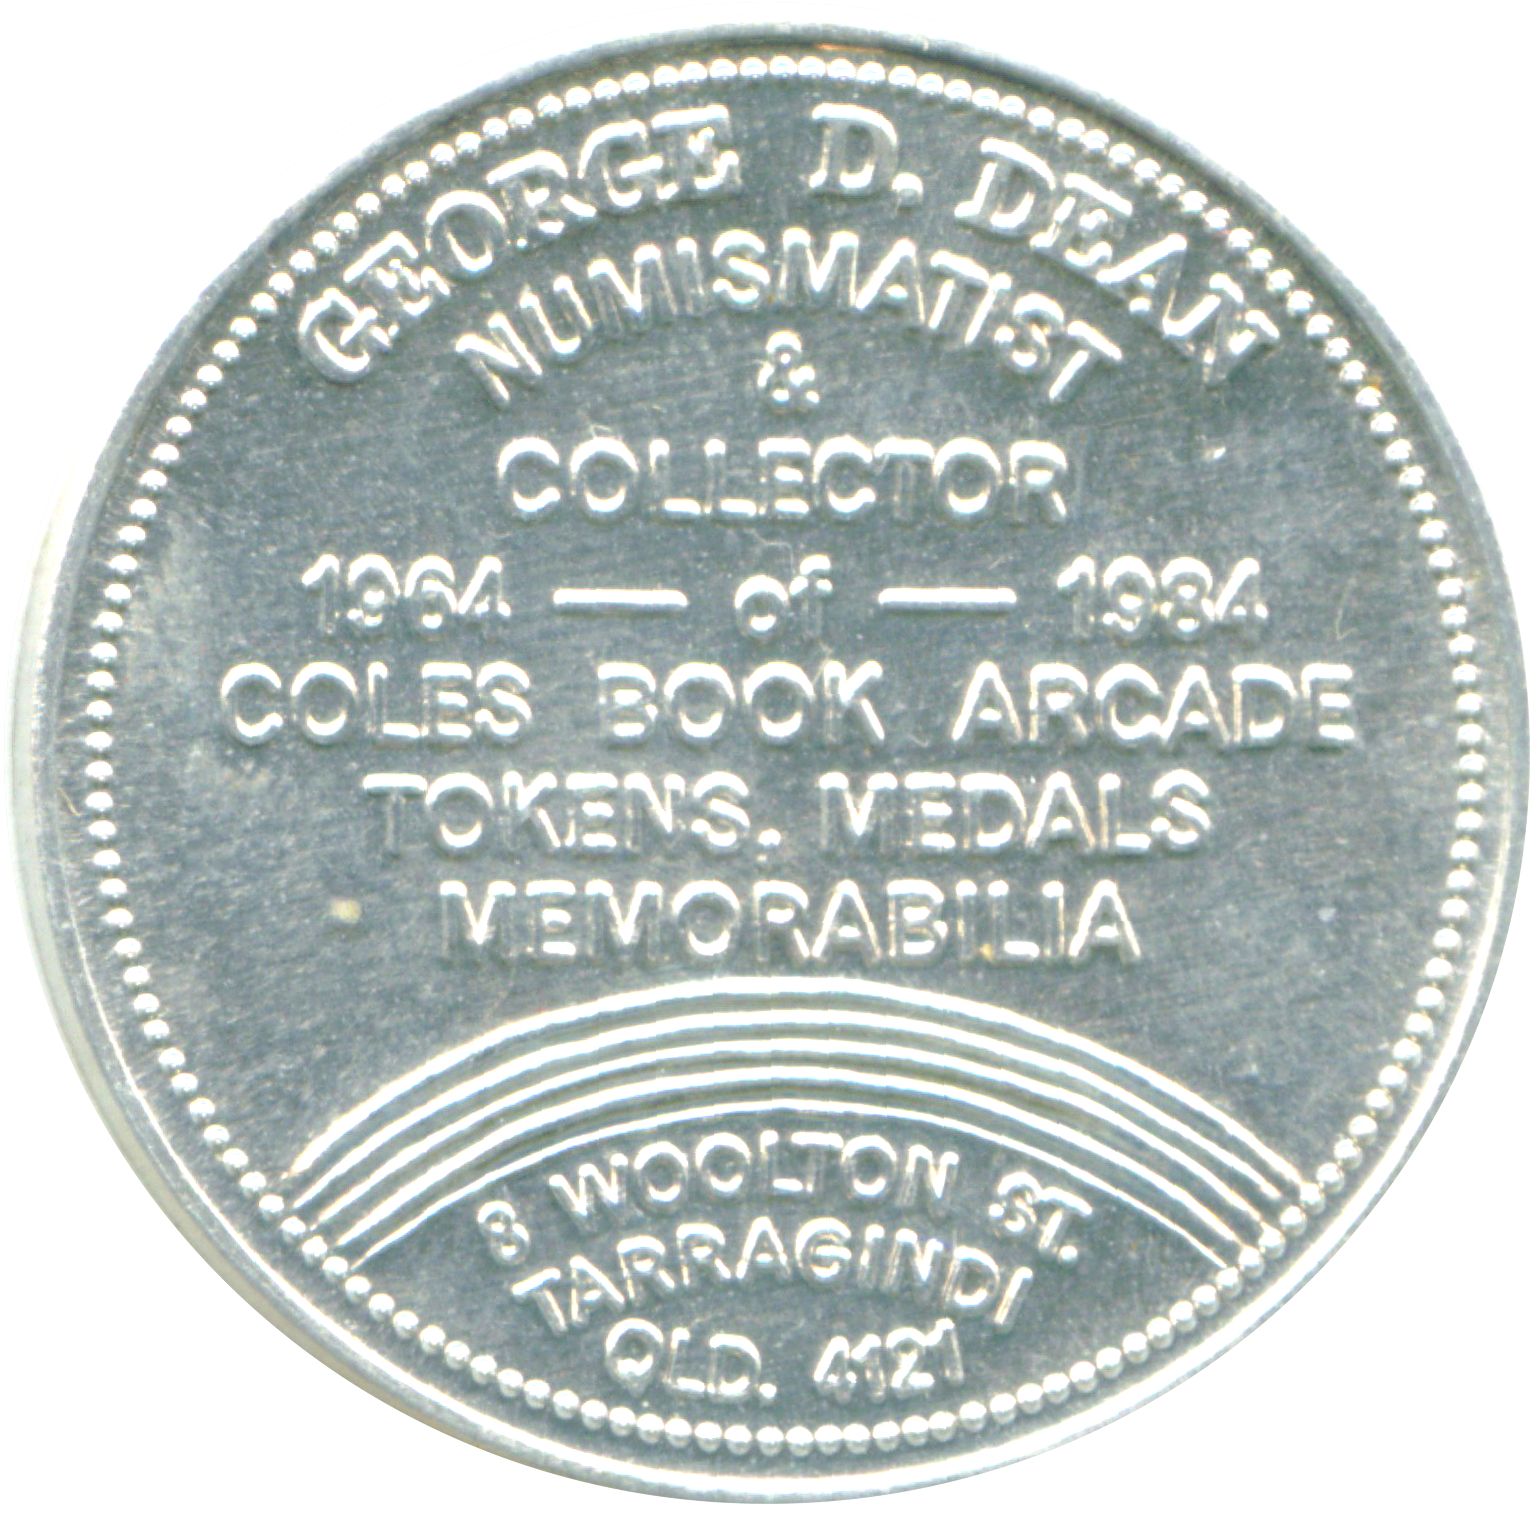 GEORGE D. DEAN
NUMISMATIST
&
COLLECTOR
1964 — of — 1984
COLES BOOK ARCADE
TOKENS. MEDALS
MEMORABILIA
8 WOOLTON ST.
TARRAGINDI
QLD. 4121